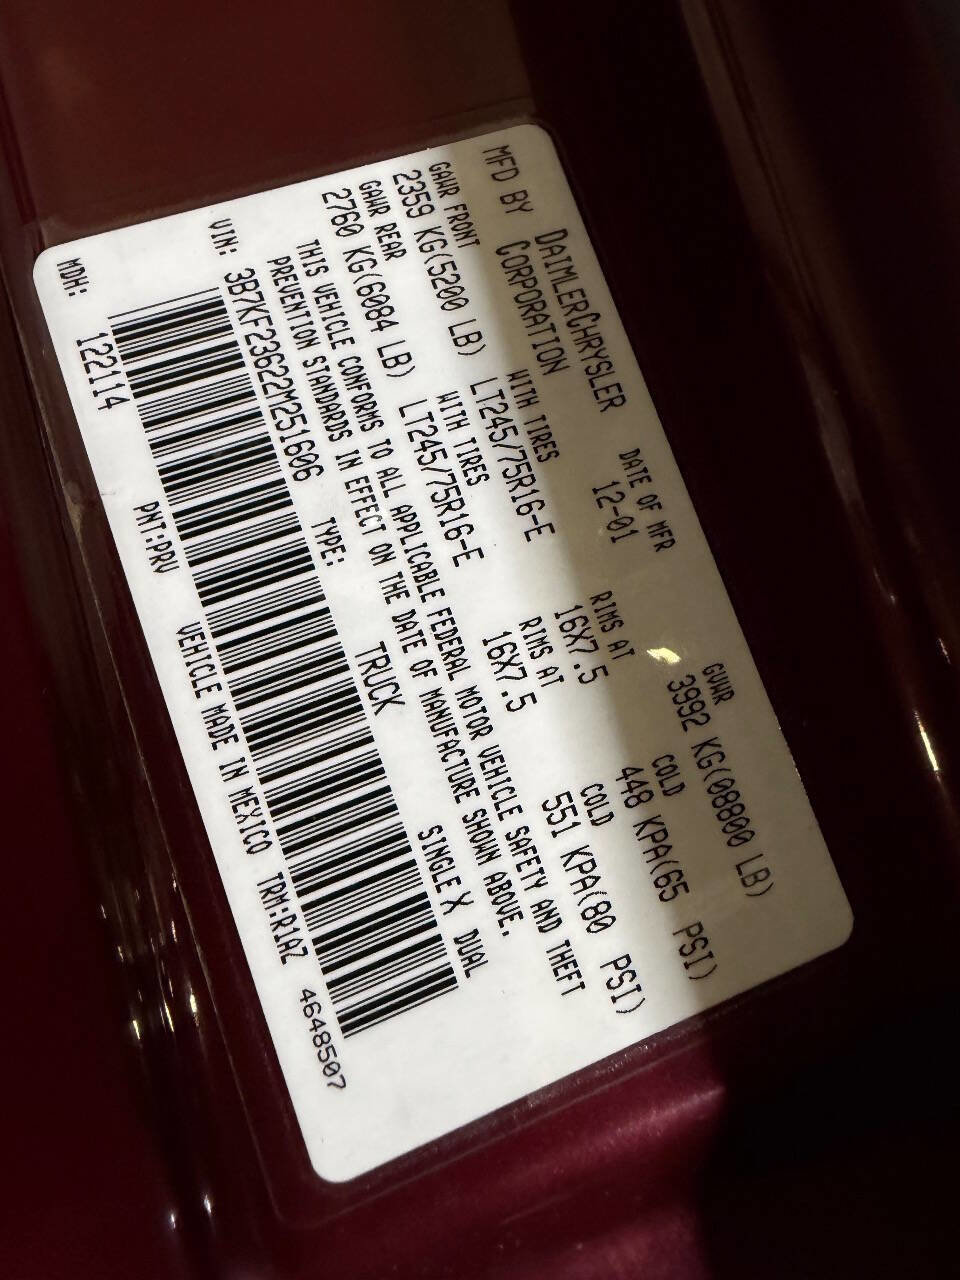 MFD BY DAIMLERCHRYSLER DATE OF MFR GVWR
CORPORATION 12-01 3992 KG(08800 LB)
GAWR FRONT WITH TIRES RIMS AT COLD
2359 KG(5200 LB) LT245/75R16-E 16X7.5 448 KPA(65 PSI)
GAWR REAR WITH TIRES RIMS AT COLD
2760 KG(6084 LB) LT245/75R16-E 16X7.5 551 KPA(80 PSI)
THIS VEHICLE CONFORMS TO ALL APPLICABLE FEDERAL MOTOR VEHICLE SAFETY AND THEFT
PREVENTION STANDARDS IN EFFECT ON THE DATE OF MANUFACTURE SHOWN ABOVE.
VIN: 3B7KF23622M251606 TYPE: TRUCK SINGLE X DUAL
MDH: 122114 PNT:PRV VEHICLE MADE IN MEXICO TRM:R1AZ 4648507